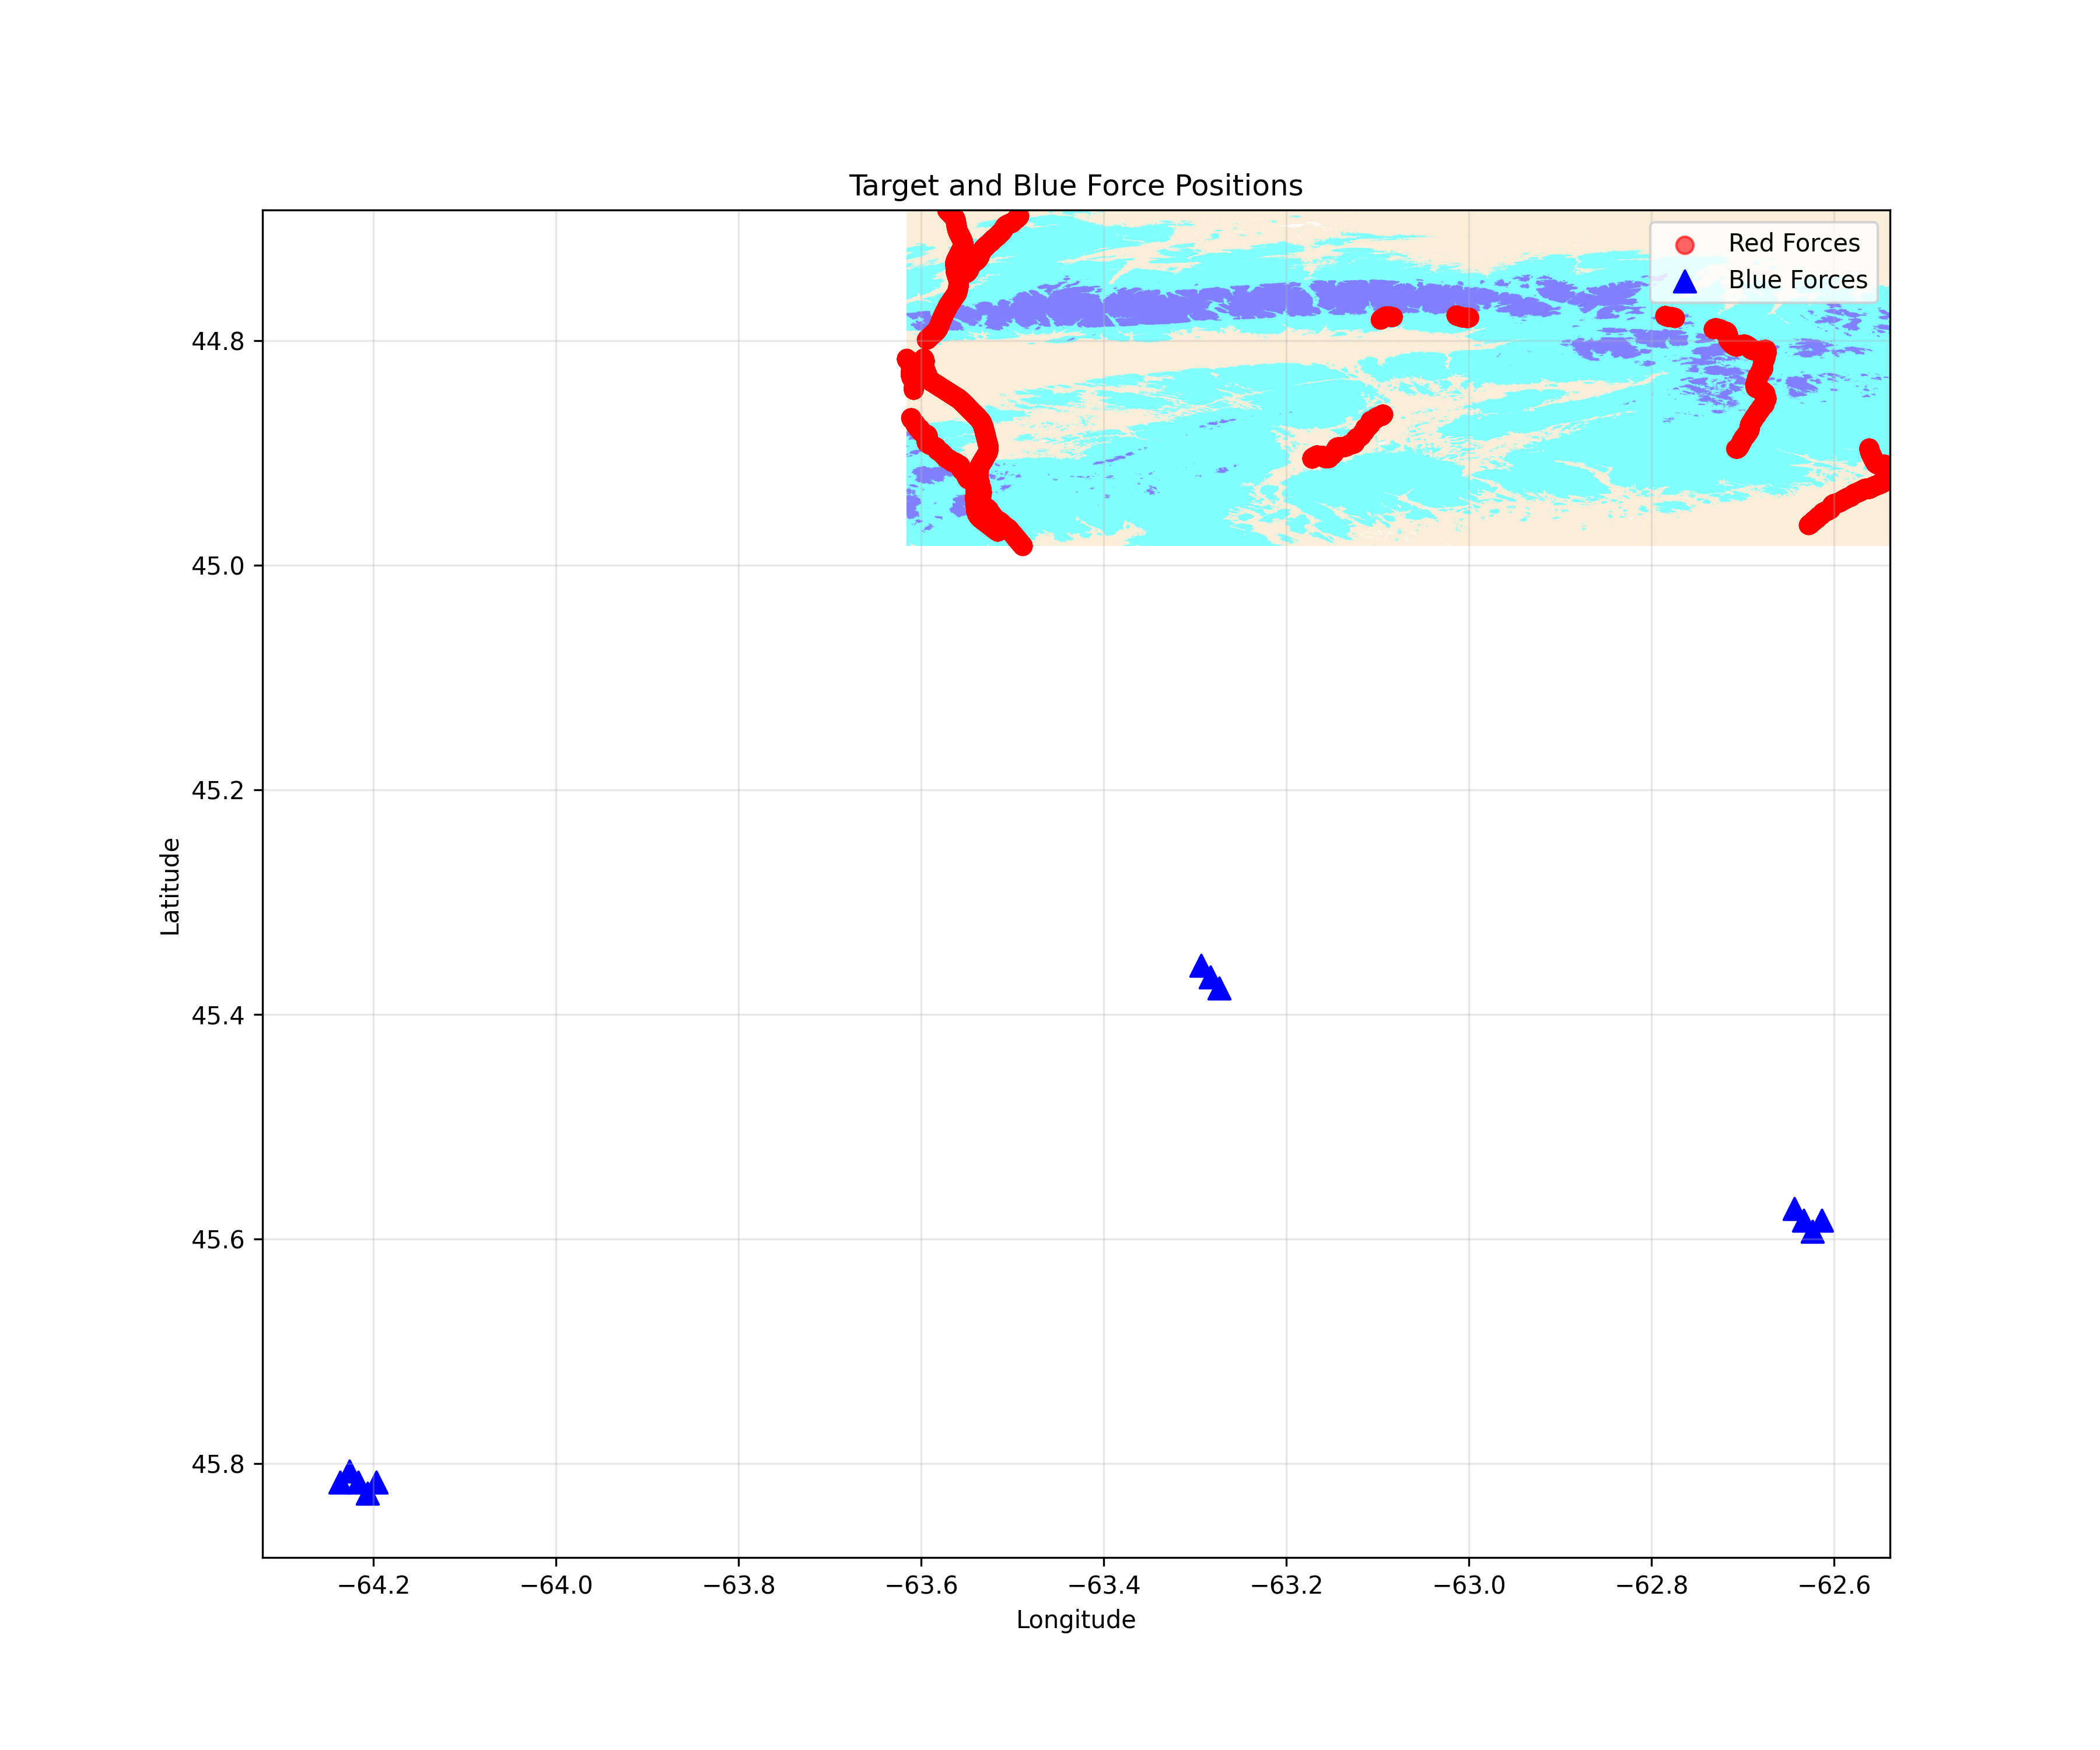 Target and Blue Force Positions
Red Forces
Blue Forces
44.8
45.0
45.2
45.4
45.6
45.8
Latitude
−64.2 −64.0 −63.8 −63.6 −63.4 −63.2 −63.0 −62.8 −62.6
Longitude